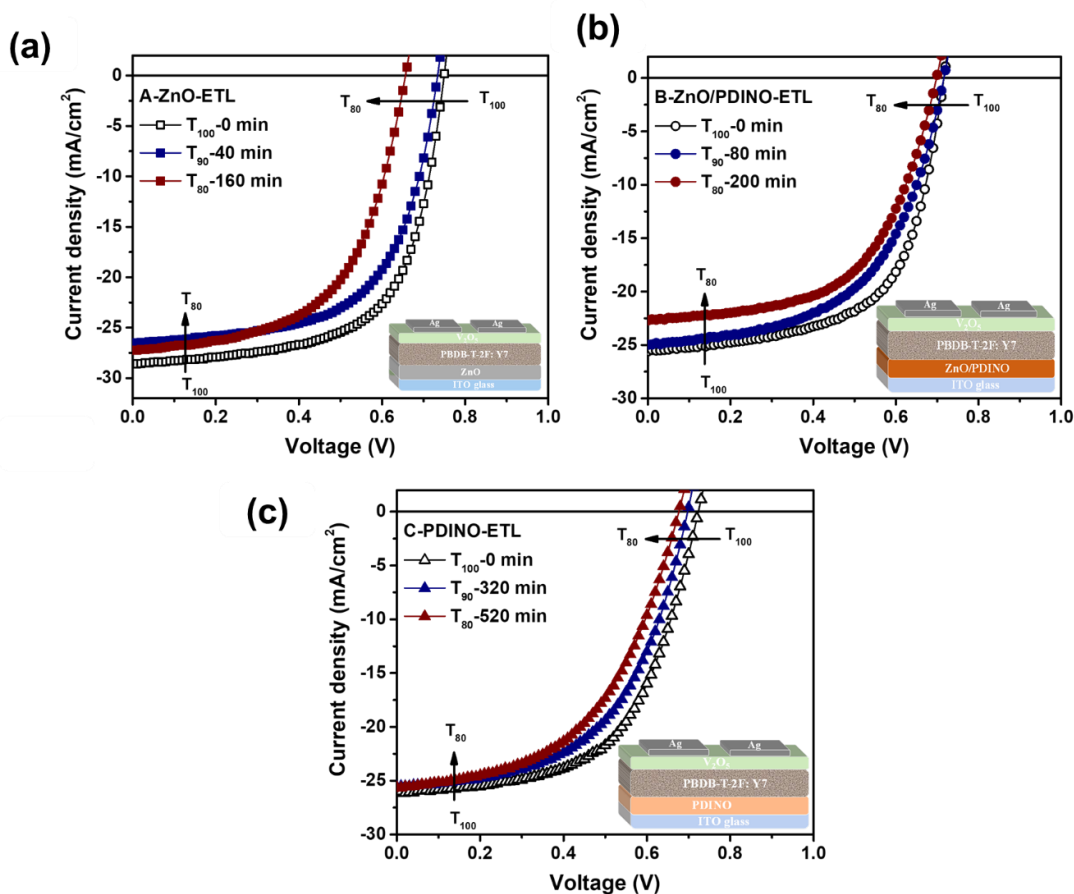 (a)
A-ZnO-ETL
T₁₀₀-0 min
T₉₀-40 min
T₈₀-160 min
T₈₀
T₁₀₀
T₈₀
T₁₀₀
Ag
Ag
V₂O₅
PBDB-T-2F: Y7
ZnO
ITO glass
0
-5
-10
-15
-20
-25
-30
Current density (mA/cm²)
0.0
0.2
0.4
0.6
0.8
1.0
Voltage (V)
(b)
B-ZnO/PDINO-ETL
T₁₀₀-0 min
T₉₀-80 min
T₈₀-200 min
T₈₀
T₁₀₀
T₈₀
T₁₀₀
Ag
Ag
V₂O₅
PBDB-T-2F: Y7
ZnO/PDINO
ITO glass
0
-5
-10
-15
-20
-25
-30
Current density (mA/cm²)
0.0
0.2
0.4
0.6
0.8
1.0
Voltage (V)
(c)
C-PDINO-ETL
T₁₀₀-0 min
T₉₀-320 min
T₈₀-520 min
T₈₀
T₁₀₀
T₈₀
T₁₀₀
Ag
Ag
V₂O₅
PBDB-T-2F: Y7
PDINO
ITO glass
0
-5
-10
-15
-20
-25
-30
Current density (mA/cm²)
0.0
0.2
0.4
0.6
0.8
1.0
Voltage (V)